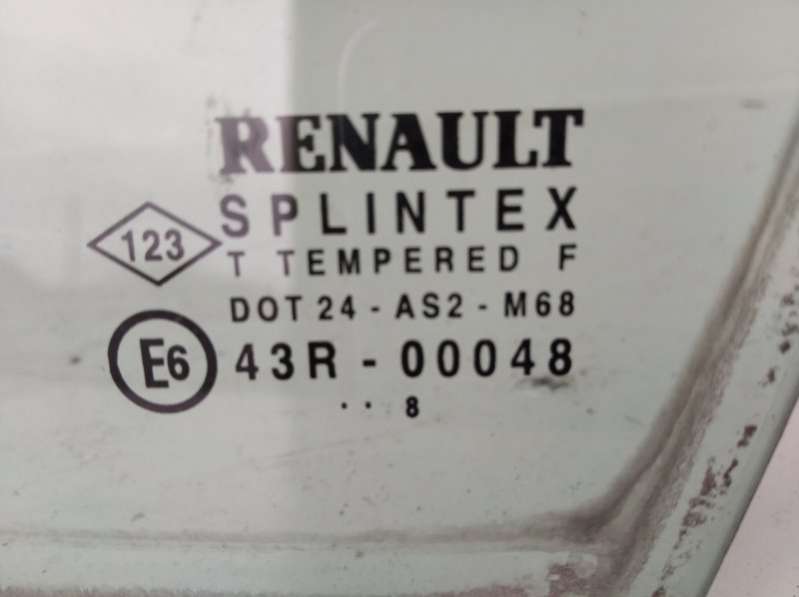 RENAULT
SPLINTEX
123
T TEMPERED F
DOT 24 - AS2 - M68
E6 43R - 00048
. . 8